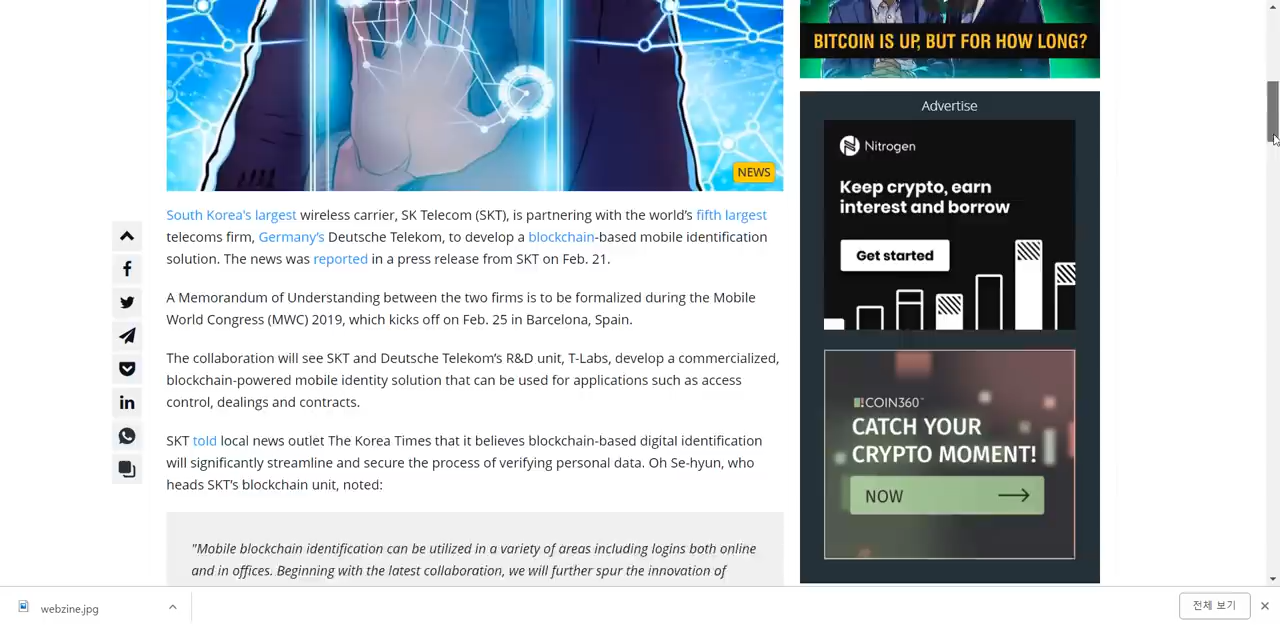 BITCOIN IS UP, BUT FOR HOW LONG?
NEWS
South Korea's largest wireless carrier, SK Telecom (SKT), is partnering with the world's fifth largest
telecoms firm, Germany's Deutsche Telekom, to develop a blockchain-based mobile identification
solution. The news was reported in a press release from SKT on Feb. 21.
A Memorandum of Understanding between the two firms is to be formalized during the Mobile
World Congress (MWC) 2019, which kicks off on Feb. 25 in Barcelona, Spain.
The collaboration will see SKT and Deutsche Telekom's R&D unit, T-Labs, develop a commercialized,
blockchain-powered mobile identity solution that can be used for applications such as access
control, dealings and contracts.
SKT told local news outlet The Korea Times that it believes blockchain-based digital identification
will significantly streamline and secure the process of verifying personal data. Oh Se-hyun, who
heads SKT's blockchain unit, noted:
"Mobile blockchain identification can be utilized in a variety of areas including logins both online
and in offices. Beginning with the latest collaboration, we will further spur the innovation of
Advertise
Nitrogen
Keep crypto, earn
interest and borrow
Get started
COIN360
CATCH YOUR
CRYPTO MOMENT!
NOW
webzine.jpg
전체 보기